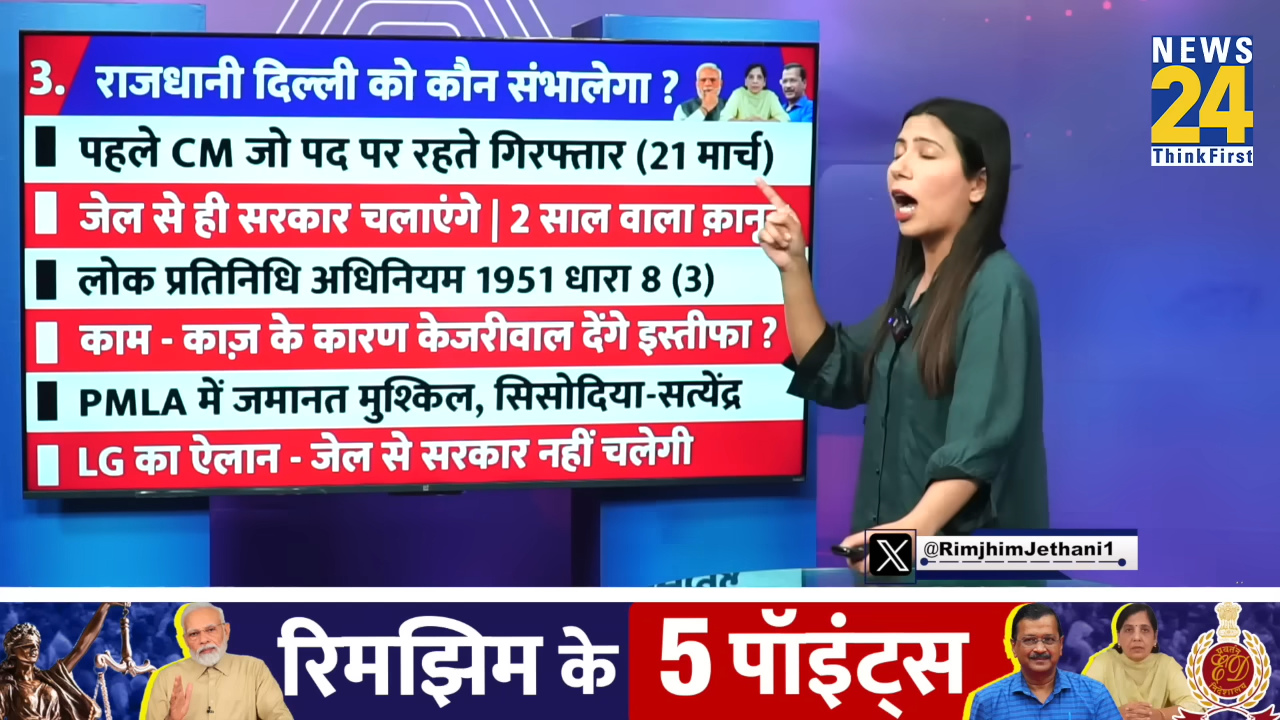 3. राजधानी दिल्ली को कौन संभालेगा ?
पहले CM जो पद पर रहते गिरफ्तार (21 मार्च)
जेल से ही सरकार चलाएंगे | 2 साल वाला
लोक प्रतिनिधि अधिनियम 1951 धारा 8 (3)
काम - काज़ के कारण केजरीवाल देंगे इस्तीफा ?
PMLA में जमानत मुश्किल, सिसोदिया-सत्येंद्र
LG का ऐलान - जेल से सरकार नहीं चलेगी
NEWS
24
ThinkFirst
X @RimjhimJethani1
रिमझिम के 5 पॉइंट्स
ED